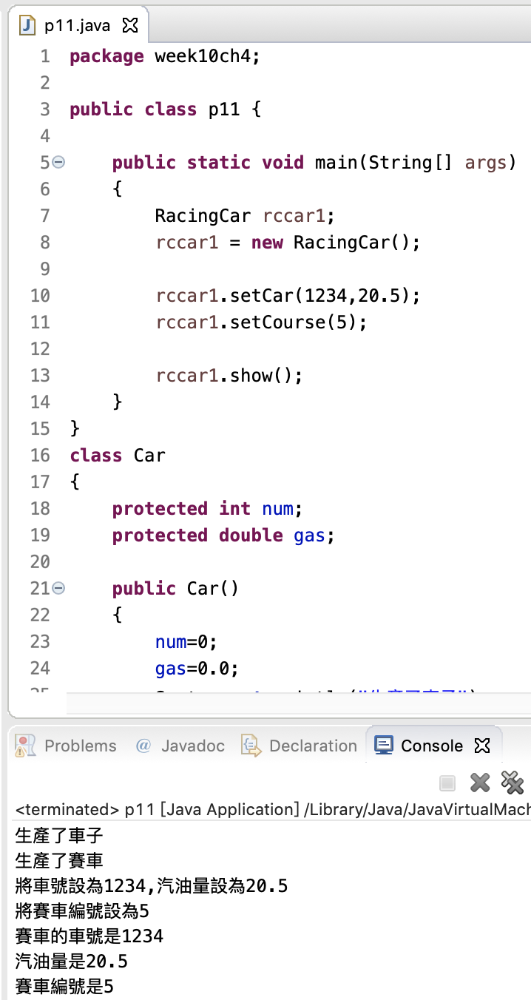 p11.java
1 package week10ch4;
2
3 public class p11 {
4
5 public static void main(String[] args)
6 {
7 RacingCar rccar1;
8 rccar1 = new RacingCar();
9
10 rccar1.setCar(1234,20.5);
11 rccar1.setCourse(5);
12
13 rccar1.show();
14 }
15 }
16 class Car
17 {
18 protected int num;
19 protected double gas;
20
21 public Car()
22 {
23 num=0;
24 gas=0.0;
Problems @ Javadoc Declaration Console
<terminated> p11 [Java Application] /Library/Java/JavaVirtualMach
生產了車子
生產了賽車
將車號設為1234,汽油量設為20.5
將賽車編號設為5
賽車的車號是1234
汽油量是20.5
賽車編號是5